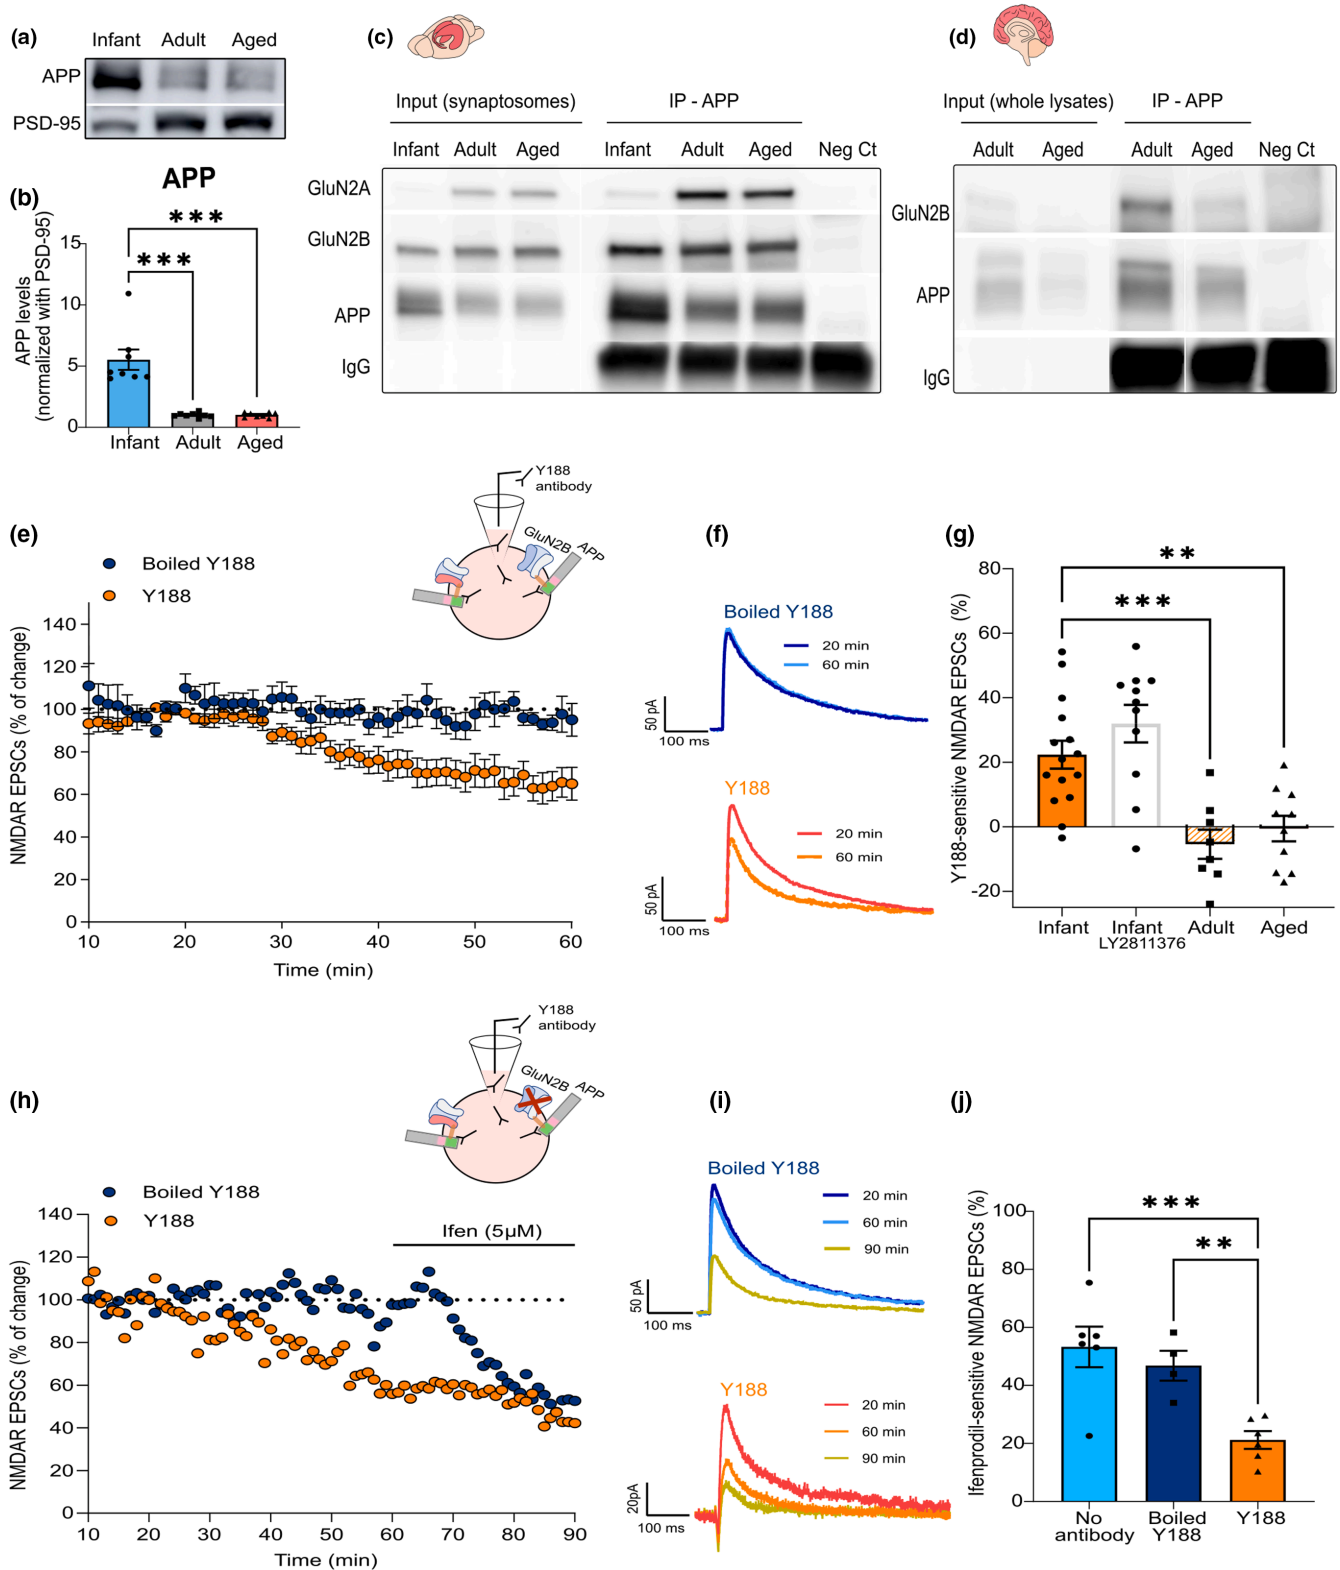 (a)
Infant Adult Aged
APP
PSD-95
(b)
APP
***
***
APP levels
(normalized with PSD-95)
15
10
5
0
Infant Adult Aged
(c)
Input (synaptosomes) IP - APP
Infant Adult Aged Infant Adult Aged Neg Ct
GluN2A
GluN2B
APP
IgG
(d)
Input (whole lysates) IP - APP
Adult Aged Adult Aged Neg Ct
GluN2B
APP
IgG
(e)
Y188
antibody
GluN2B
APP
Boiled Y188
Y188
NMDAR EPSCs (% of change)
140
120
100
80
60
40
20
0
10 20 30 40 50 60
Time (min)
(f)
Boiled Y188
20 min
60 min
50 pA
100 ms
Y188
20 min
60 min
50 pA
100 ms
(g)
**
***
Y188-sensitive NMDAR EPSCs (%)
80
60
40
20
0
-20
Infant Infant Adult Aged
LY2811376
(h)
Y188
antibody
GluN2B
APP
Boiled Y188
Y188
Ifen (5µM)
NMDAR EPSCs (% of change)
140
120
100
80
60
40
20
0
10 20 30 40 50 60 70 80 90
Time (min)
(i)
Boiled Y188
20 min
60 min
90 min
50 pA
100 ms
Y188
20 min
60 min
90 min
20pA
100 ms
(j)
***
**
Ifenprodil-sensitive NMDAR EPSCs (%)
100
80
60
40
20
0
No Boiled Y188
antibody Y188